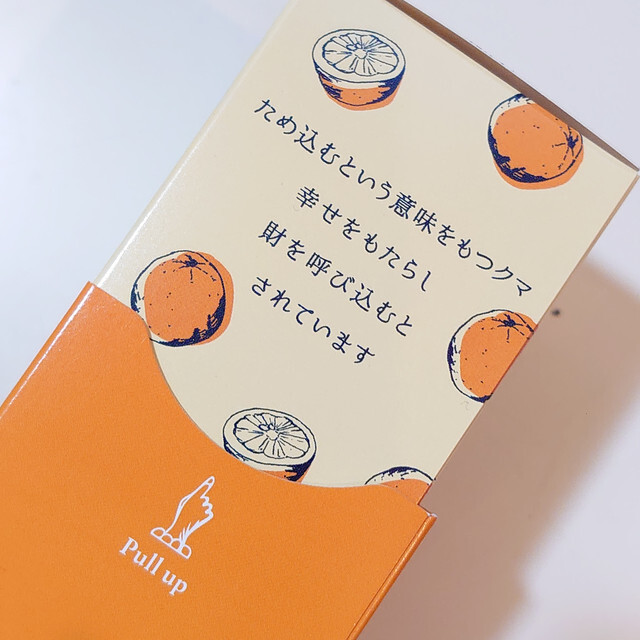 ため込むという意味をもつクマ
幸せをもたらし
財を呼び込むと
されています
Pull up